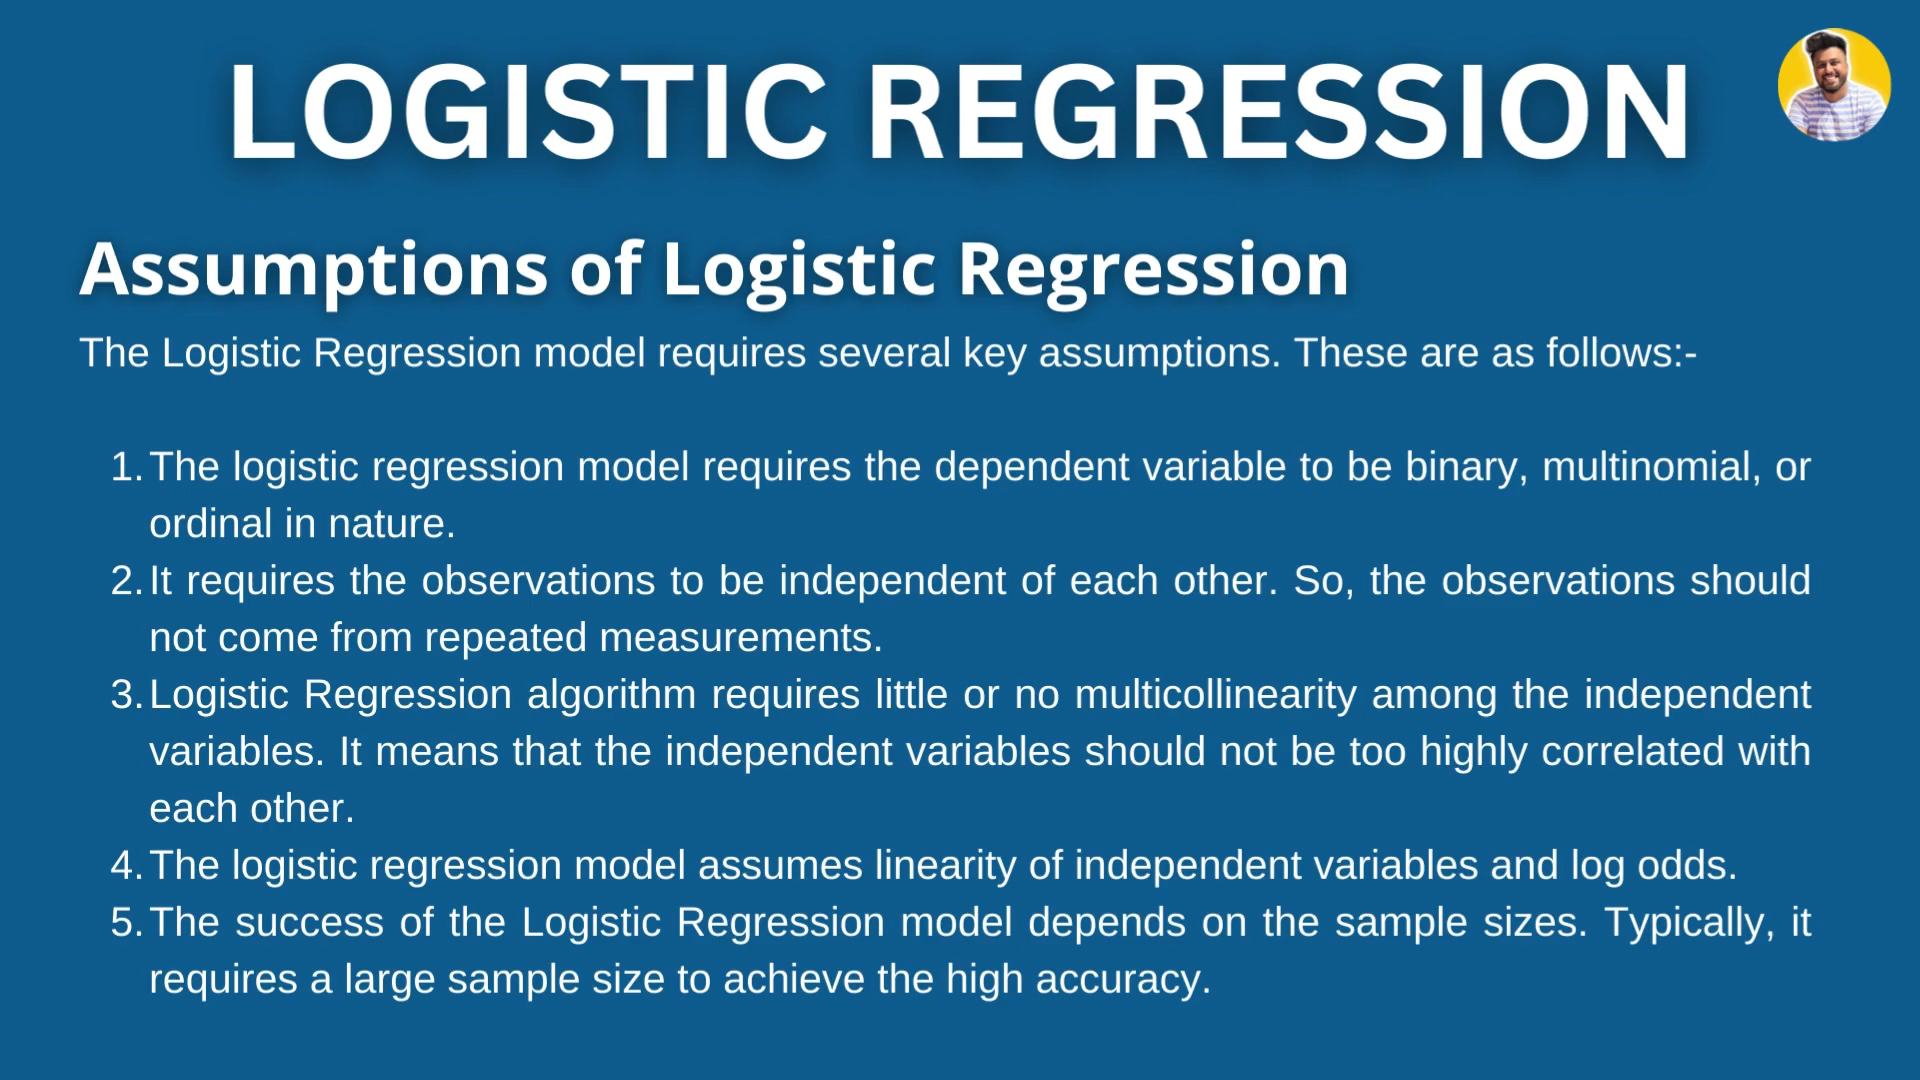 LOGISTIC REGRESSION
Assumptions of Logistic Regression
The Logistic Regression model requires several key assumptions. These are as follows:-
1. The logistic regression model requires the dependent variable to be binary, multinomial, or
ordinal in nature.
2. It requires the observations to be independent of each other. So, the observations should
not come from repeated measurements.
3. Logistic Regression algorithm requires little or no multicollinearity among the independent
variables. It means that the independent variables should not be too highly correlated with
each other.
4. The logistic regression model assumes linearity of independent variables and log odds.
5. The success of the Logistic Regression model depends on the sample sizes. Typically, it
requires a large sample size to achieve the high accuracy.